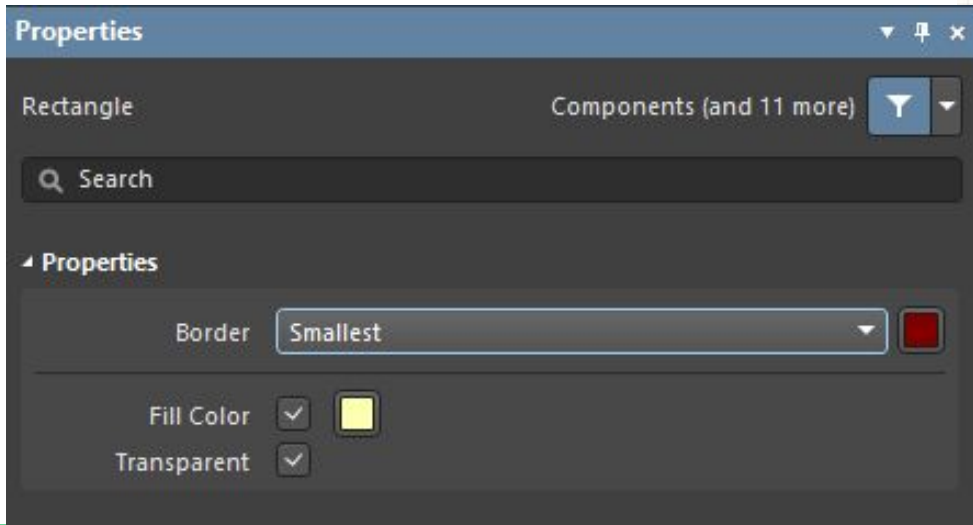 Properties
Rectangle Components (and 11 more)
Search
Properties
Border Smallest
Fill Color
Transparent